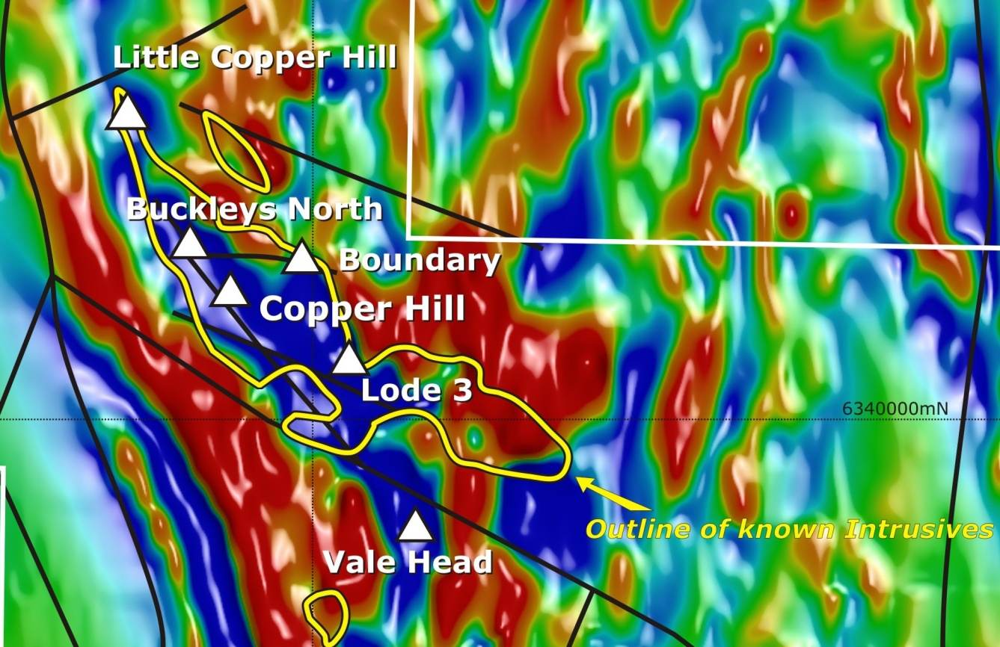 Little Copper Hill
Buckleys North
Boundary
Copper Hill
Lode 3
6340000mN
Outline of known Intrusives
Vale Head